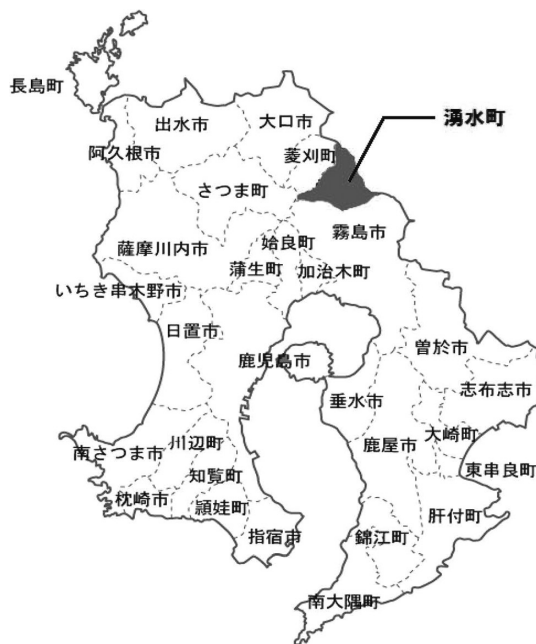 長島町
出水市
大口市
湧水町
阿久根市
菱刈町
さつま町
霧島市
姶良町
薩摩川内市
蒲生町
加治木町
いちき串木野市
日置市
鹿児島市
曽於市
志布志市
垂水市
大崎町
川辺町
鹿屋市
南さつま市
東串良町
知覧町
枕崎市
頴娃町
肝付町
指宿市
錦江町
南大隅町